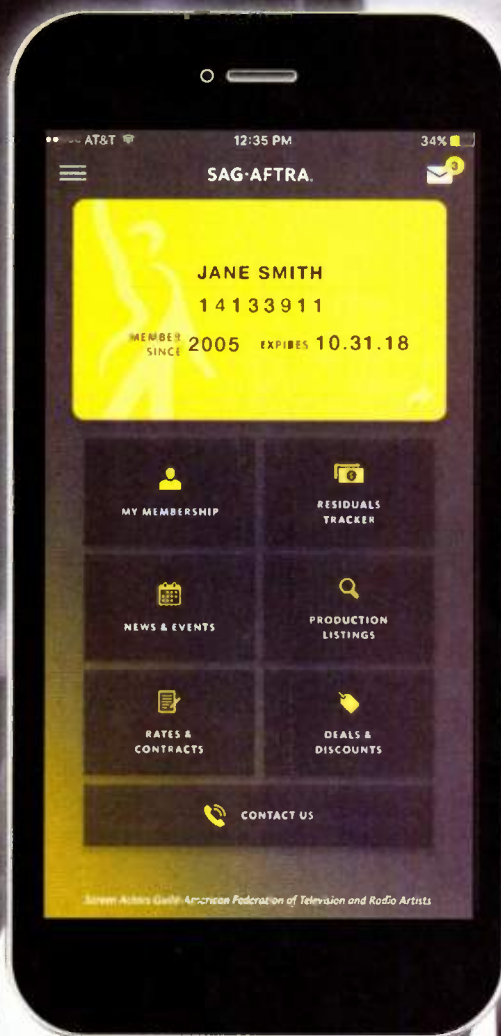 AT&T 12:35 PM 34%
SAG·AFTRA. 3
JANE SMITH
14133911
MEMBER SINCE 2005 EXPIRES 10.31.18
MY MEMBERSHIP
RESIDUALS
TRACKER
NEWS & EVENTS
PRODUCTION
LISTINGS
RATES &
CONTRACTS
DEALS &
DISCOUNTS
CONTACT US
Screen Actors Guild-American Federation of Television and Radio Artists